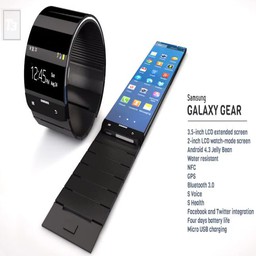 Samsung
GALAXY GEAR
3.5-inch LCD extended screen
2-inch LCD watch-mode screen
Android 4.3 Jelly Bean
Water resistant
NFC
GPS
Bluetooth 3.0
S Voice
S Health
Facebook and Twitter integration
Four days battery life
Micro USB charging